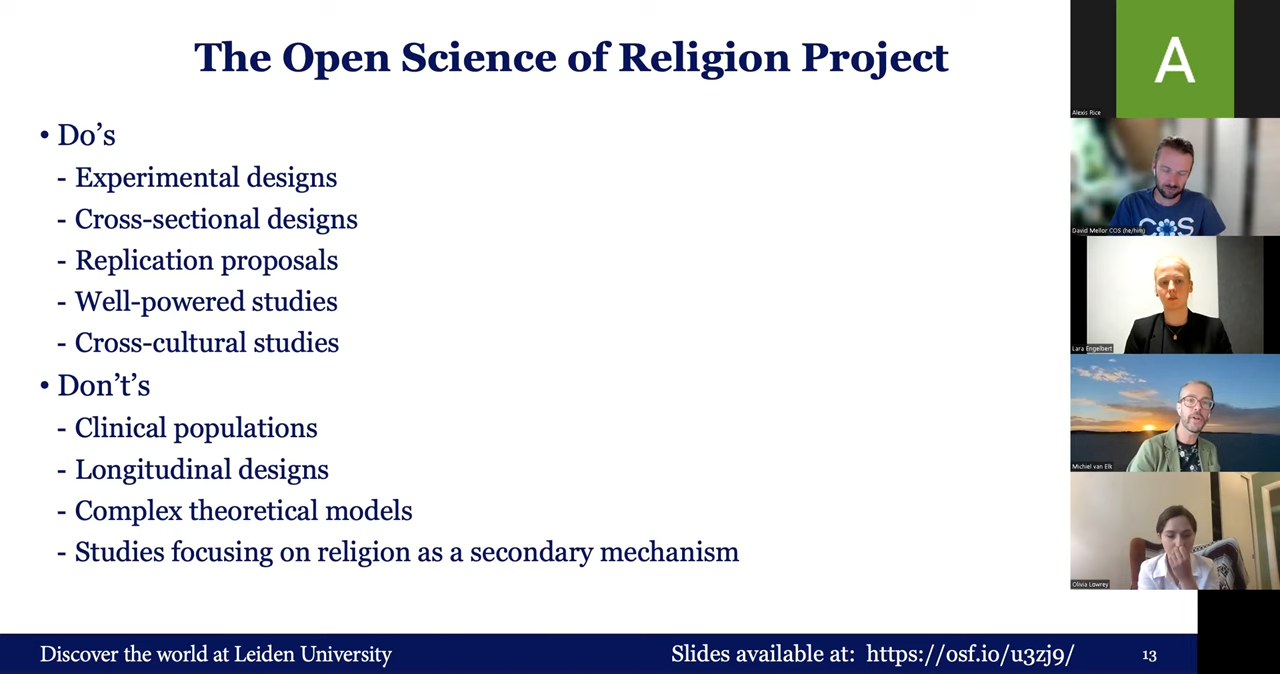 The Open Science of Religion Project
• Do’s
- Experimental designs
- Cross-sectional designs
- Replication proposals
- Well-powered studies
- Cross-cultural studies
• Don’t’s
- Clinical populations
- Longitudinal designs
- Complex theoretical models
- Studies focusing on religion as a secondary mechanism
Discover the world at Leiden University
Slides available at: https://osf.io/u3zj9/
13
A
Alexis Rice
COS
David Mellor COS (he/him)
Lara Engelbert
Michiel van Elk
Olivia Lowrey